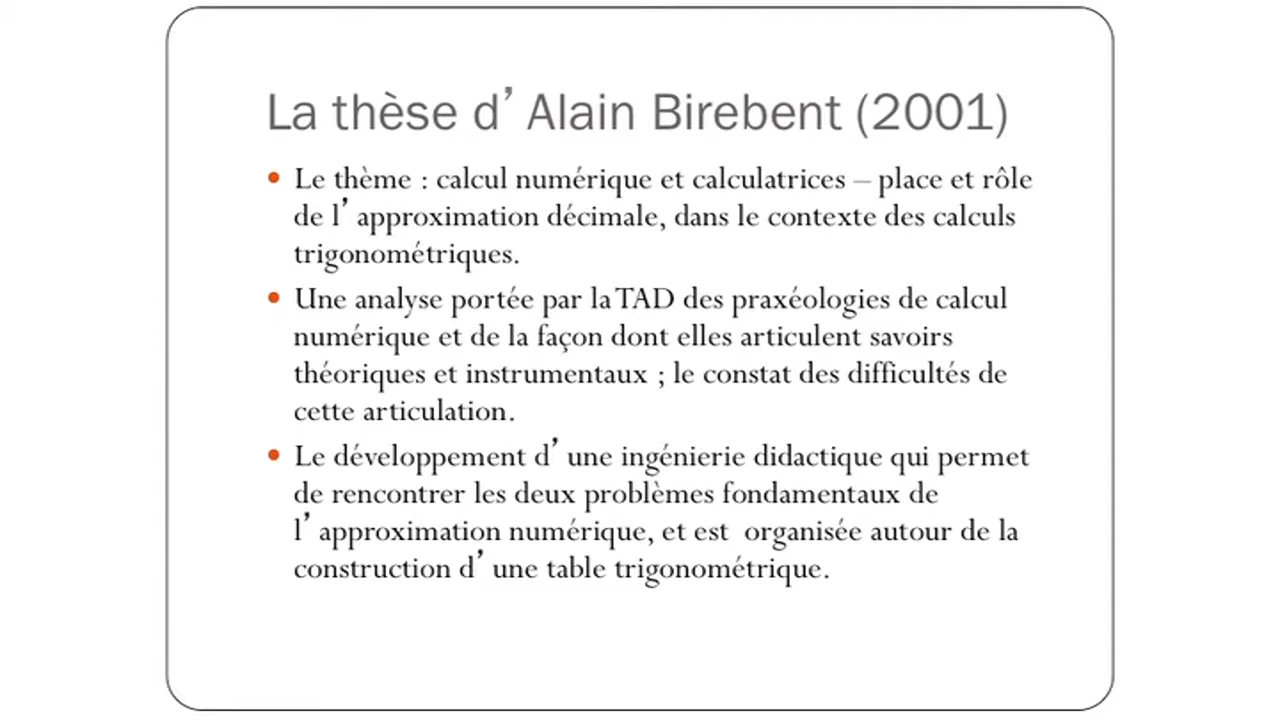 La thèse d’ Alain Birebent (2001)
• Le thème : calcul numérique et calculatrices – place et rôle
de l’ approximation décimale, dans le contexte des calculs
trigonométriques.
• Une analyse portée par la TAD des praxéologies de calcul
numérique et de la façon dont elles articulent savoirs
théoriques et instrumentaux ; le constat des difficultés de
cette articulation.
• Le développement d’ une ingénierie didactique qui permet
de rencontrer les deux problèmes fondamentaux de
l’ approximation numérique, et est  organisée autour de la
construction d’ une table trigonométrique.